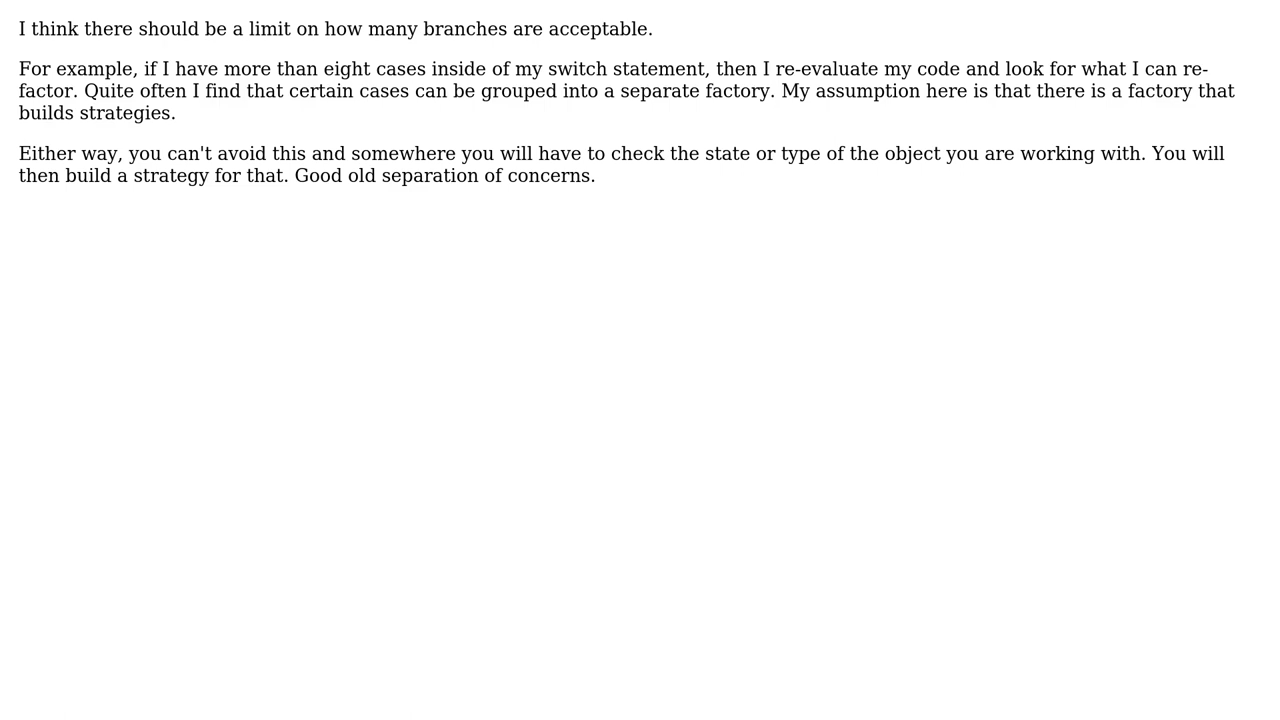 I think there should be a limit on how many branches are acceptable.
For example, if I have more than eight cases inside of my switch statement, then I re-evaluate my code and look for what I can re-
factor. Quite often I find that certain cases can be grouped into a separate factory. My assumption here is that there is a factory that
builds strategies.
Either way, you can't avoid this and somewhere you will have to check the state or type of the object you are working with. You will
then build a strategy for that. Good old separation of concerns.